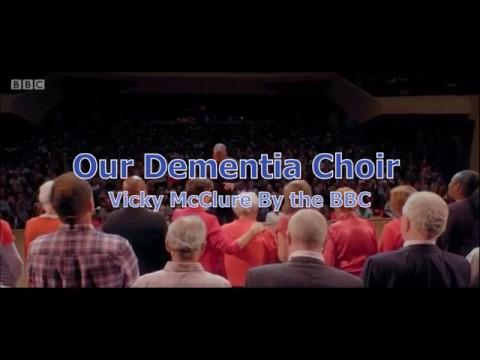 BBC
Our Dementia Choir
Vicky McClure By the BBC